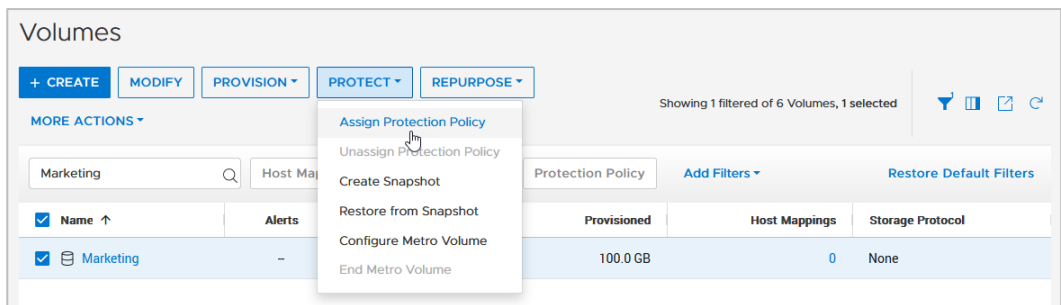 Volumes
+ CREATE MODIFY PROVISION PROTECT REPURPOSE
Showing 1 filtered of 6 Volumes, 1 selected
1
MORE ACTIONS
Assign Protection Policy
Unassign Protection Policy
Create Snapshot
Restore from Snapshot
Configure Metro Volume
End Metro Volume
Marketing Host Protection Policy Add Filters Restore Default Filters
Name ↑ Alerts Provisioned Host Mappings Storage Protocol
Marketing -- 100.0 GB 0 None